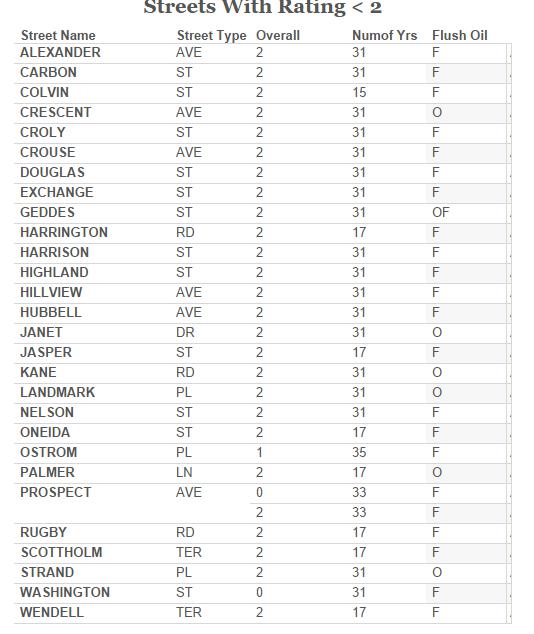 Streets With Rating < 2
Street Name Street Type Overall Numof Yrs Flush Oil
ALEXANDER AVE 2 31 F
CARBON ST 2 31 F
COLVIN ST 2 15 F
CRESCENT AVE 2 31 O
CROLY ST 2 31 F
CROUSE AVE 2 31 F
DOUGLAS ST 2 31 F
EXCHANGE ST 2 31 F
GEDDES ST 2 31 OF
HARRINGTON RD 2 17 F
HARRISON ST 2 31 F
HIGHLAND ST 2 31 F
HILLVIEW AVE 2 31 F
HUBBELL AVE 2 31 F
JANET DR 2 31 O
JASPER ST 2 17 F
KANE RD 2 31 O
LANDMARK PL 2 31 O
NELSON ST 2 31 F
ONEIDA ST 2 17 F
OSTROM PL 1 35 F
PALMER LN 2 17 O
PROSPECT AVE 0 33 F
2 33 F
RUGBY RD 2 17 F
SCOTTHOLM TER 2 17 F
STRAND PL 2 31 O
WASHINGTON ST 0 31 F
WENDELL TER 2 17 F